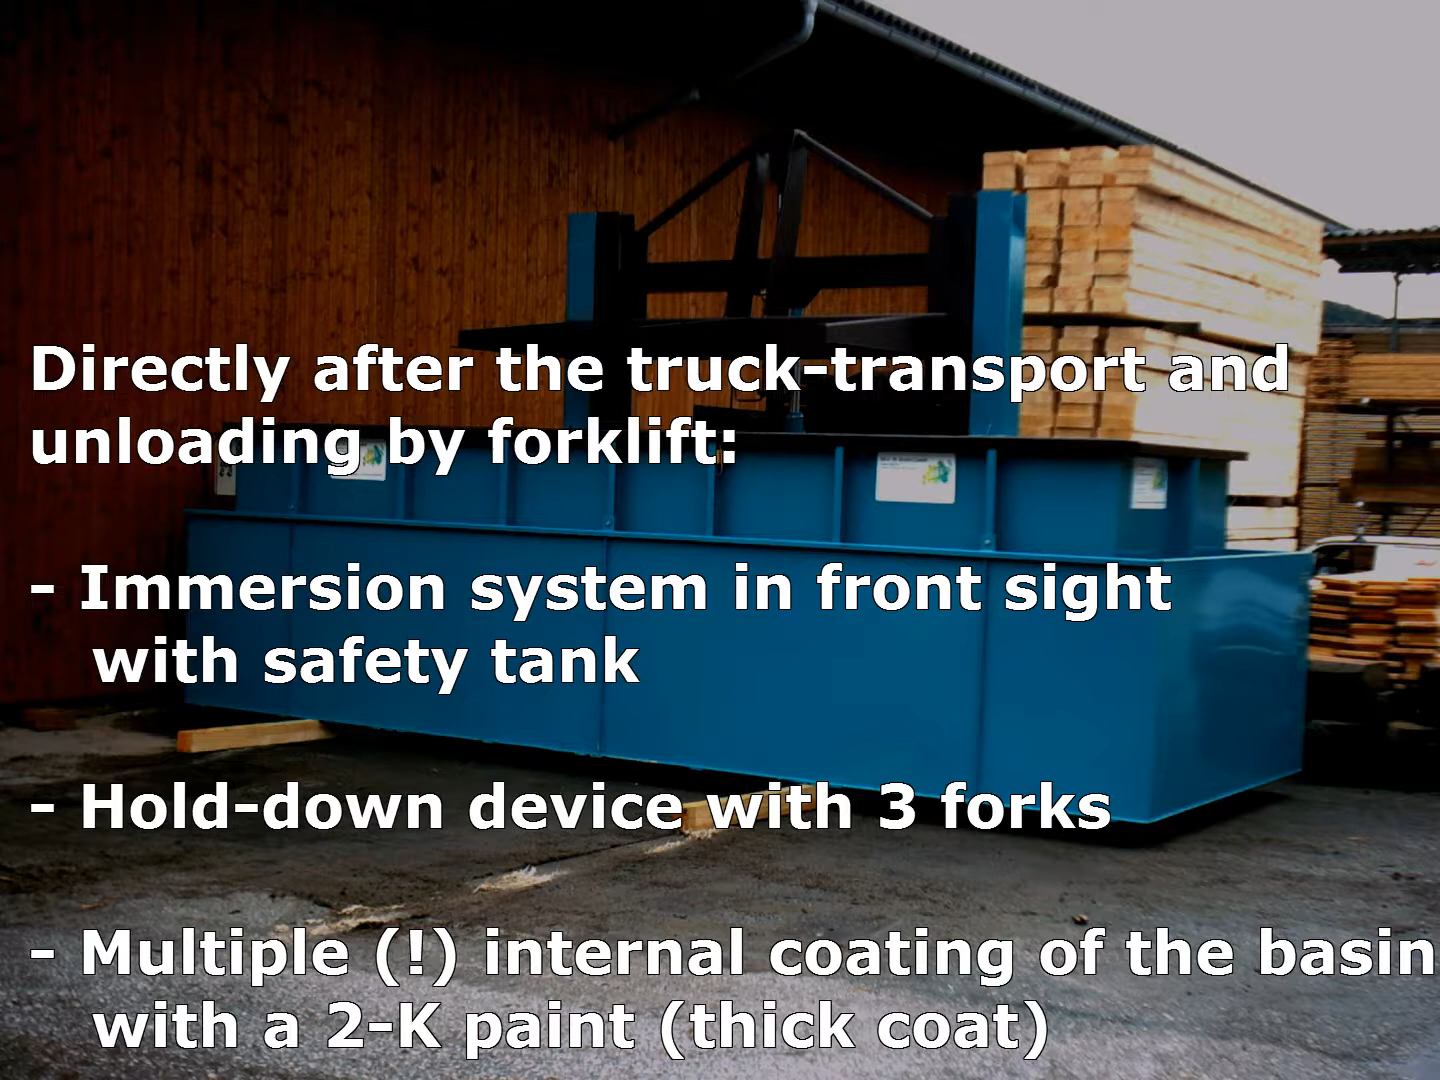 Directly after the truck-transport and
unloading by forklift:
- Immersion system in front sight
with safety tank
- Hold-down device with 3 forks
- Multiple (!) internal coating of the basin
with a 2-K paint (thick coat)